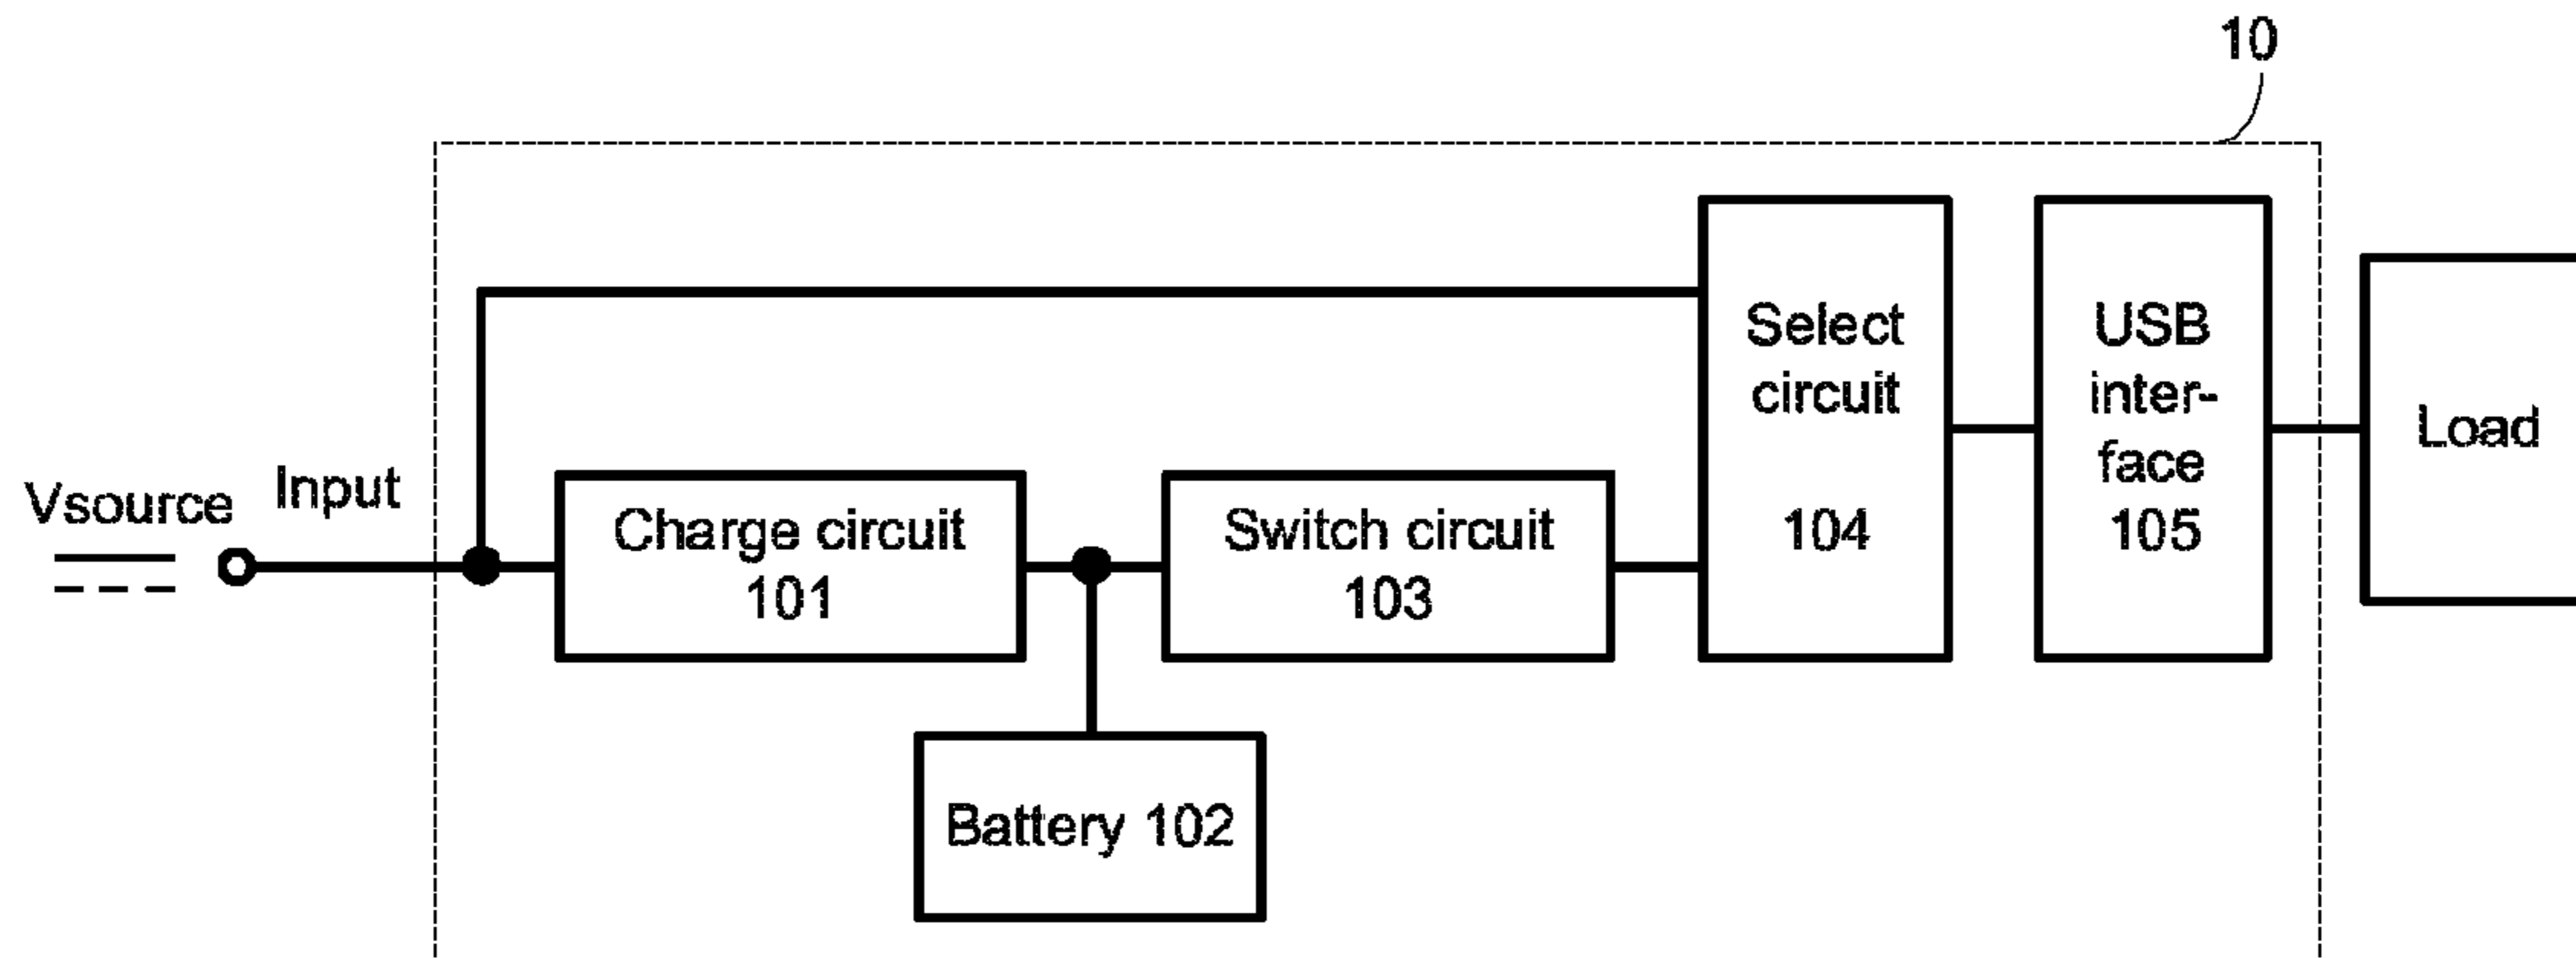 10
Vsource
Input
Charge circuit
101
Switch circuit
103
Select
circuit
104
USB
inter-
face
105
Load
Battery 102